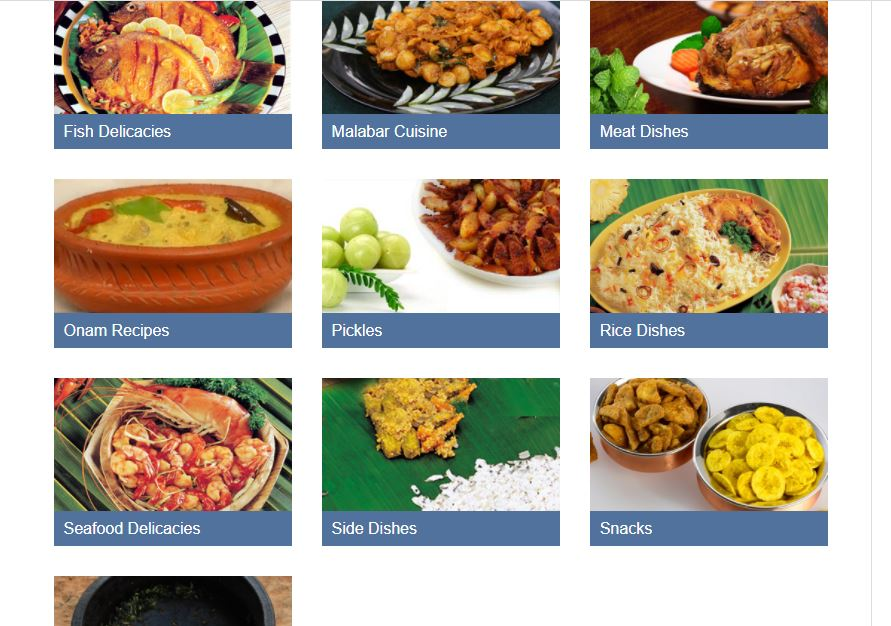 Fish Delicacies
Malabar Cuisine
Meat Dishes
Onam Recipes
Pickles
Rice Dishes
Seafood Delicacies
Side Dishes
Snacks